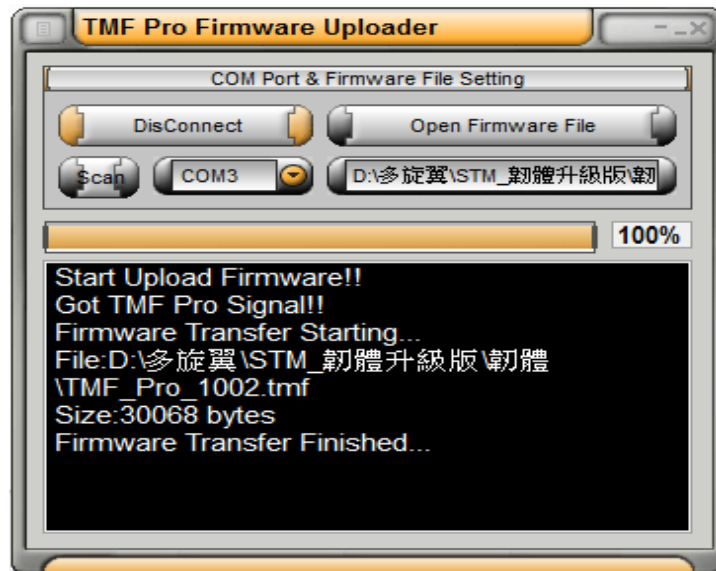 TMF Pro Firmware Uploader
COM Port & Firmware File Setting
DisConnect
Open Firmware File
Scan
COM3
D:\多旋翼\STM_韌體升級版\韌
100%
Start Upload Firmware!!
Got TMF Pro Signal!!
Firmware Transfer Starting...
File:D:\多旋翼\STM_韌體升級版\韌體
\TMF_Pro_1002.tmf
Size:30068 bytes
Firmware Transfer Finished...